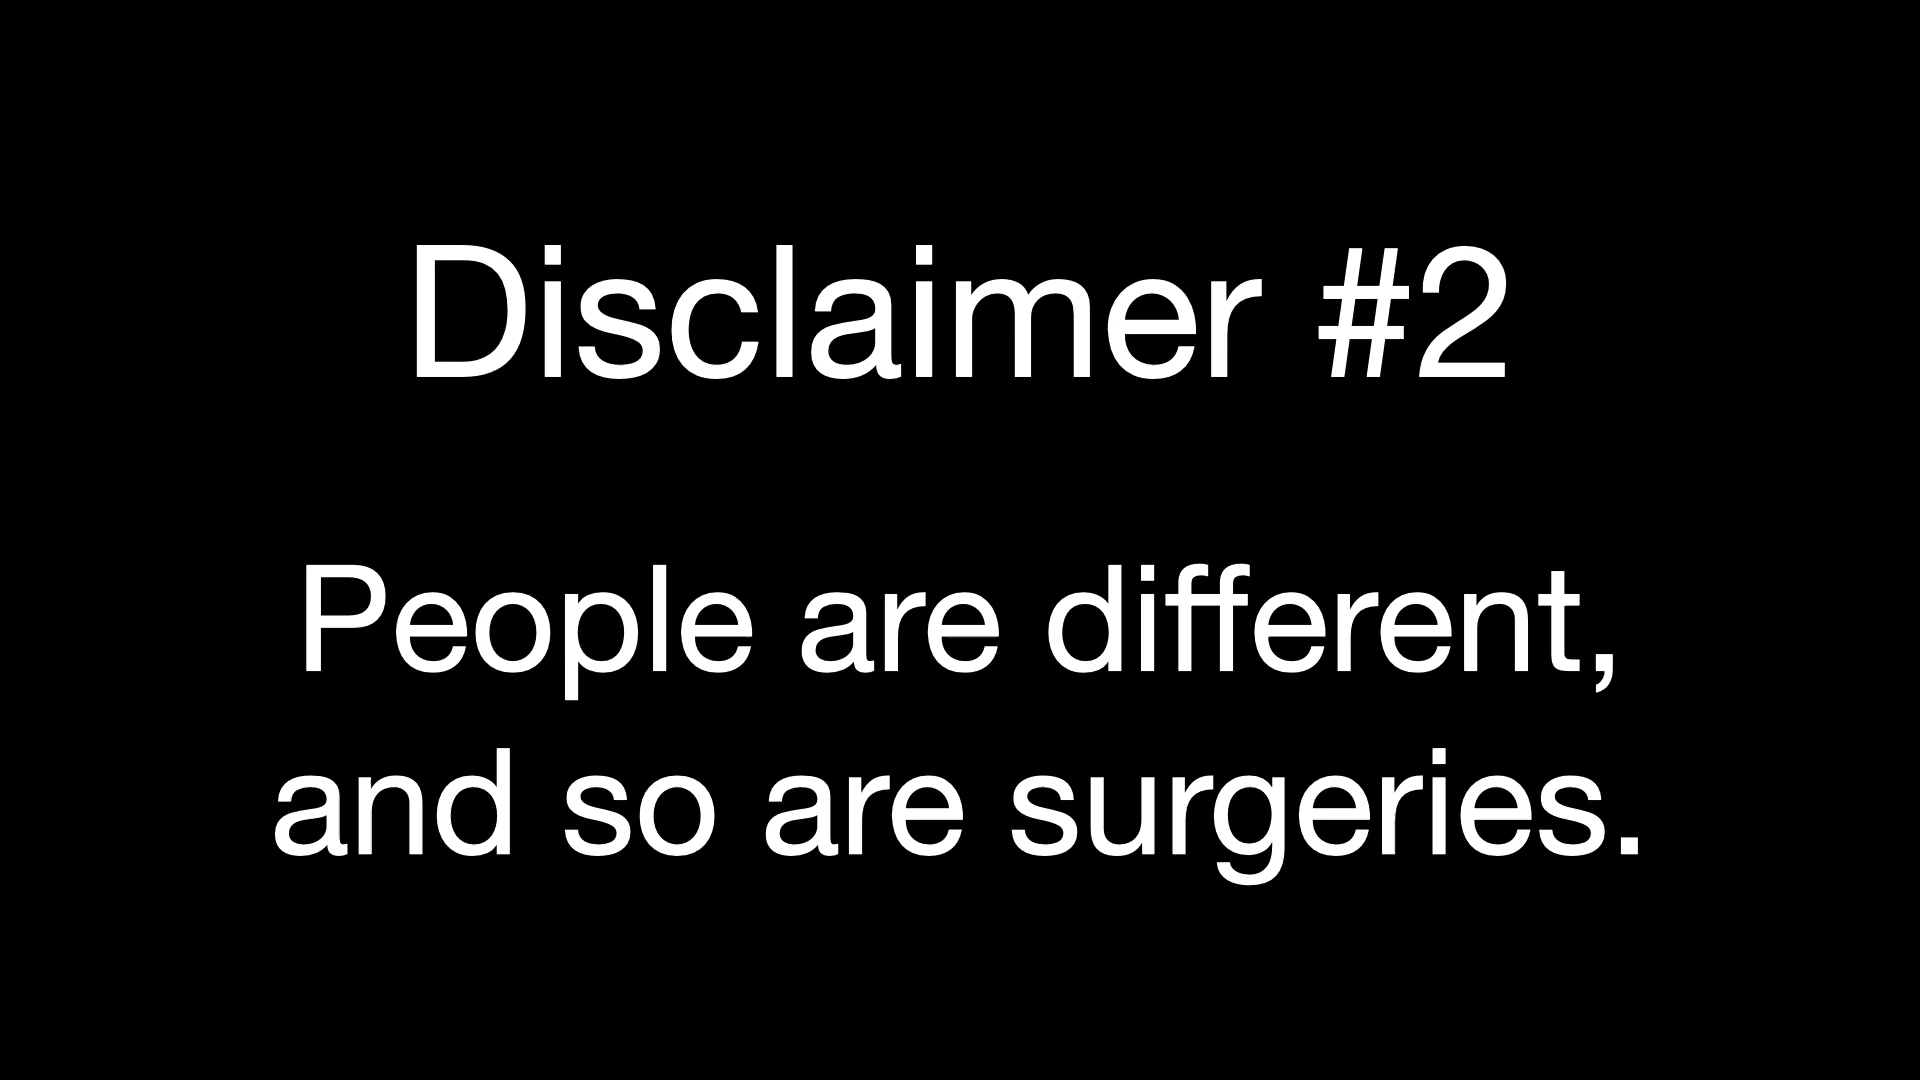 Disclaimer #2
People are different,
and so are surgeries.